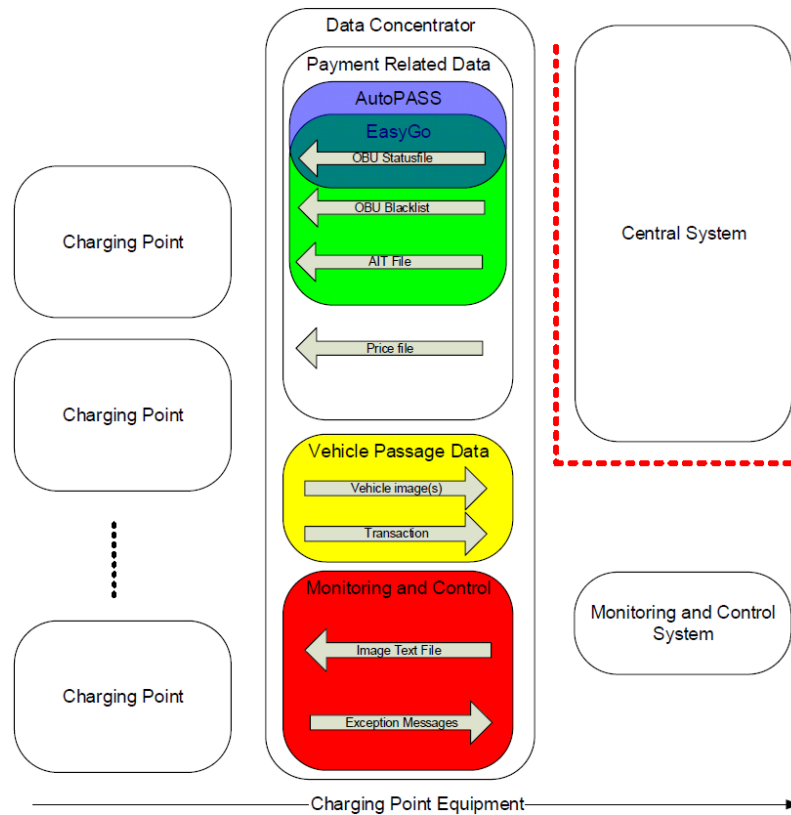 Data Concentrator
Payment Related Data
AutoPASS
EasyGo
OBU Statusfile
OBU Blacklist
AIT File
Price file
Charging Point
Charging Point
Charging Point
Vehicle Passage Data
Vehicle image(s)
Transaction
Monitoring and Control
Image Text File
Exception Messages
Central System
Monitoring and Control
System
Charging Point Equipment